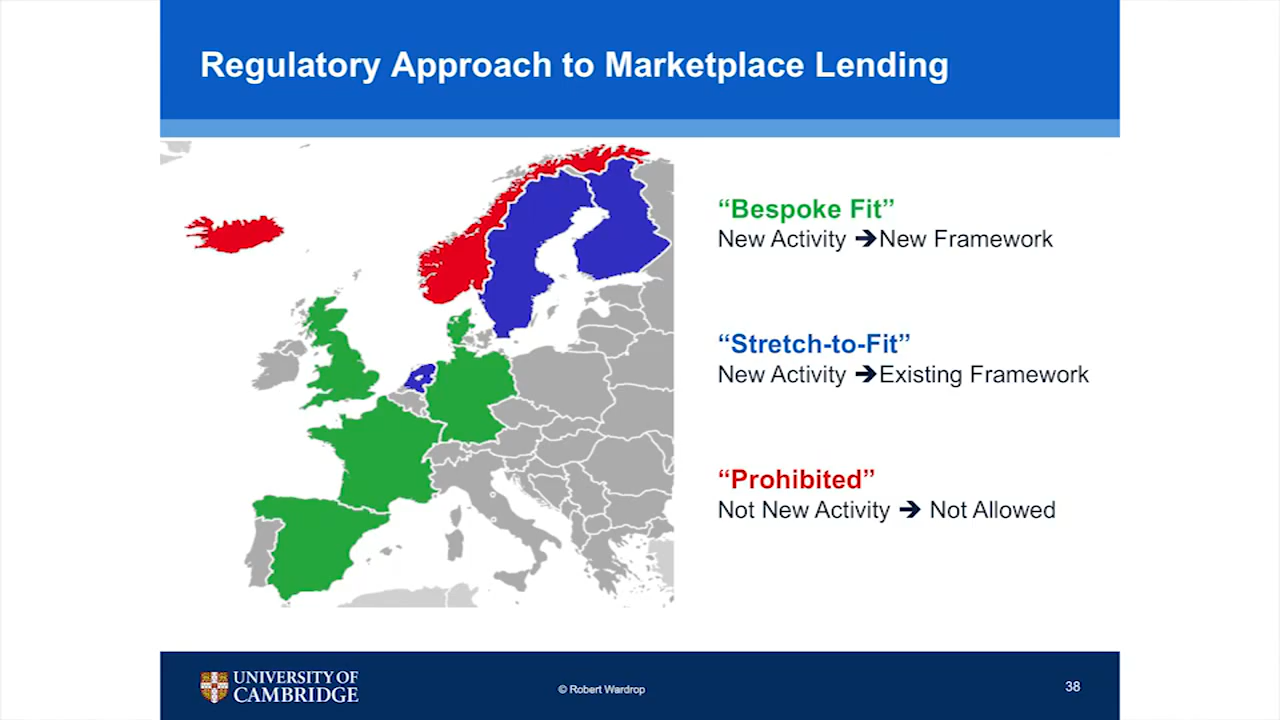 Regulatory Approach to Marketplace Lending
“Bespoke Fit”
New Activity ➔New Framework
“Stretch-to-Fit”
New Activity ➔Existing Framework
“Prohibited”
Not New Activity ➔ Not Allowed
UNIVERSITY OF
CAMBRIDGE
© Robert Wardrop
38